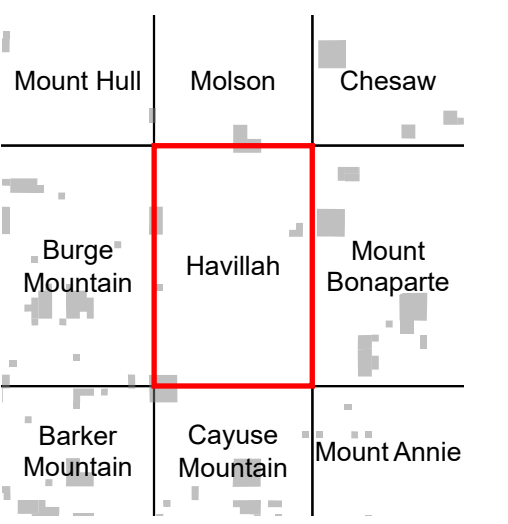 Mount Hull
Molson
Chesaw
Burge
Mountain
Havillah
Mount
Bonaparte
Barker
Mountain
Cayuse
Mountain
Mount Annie